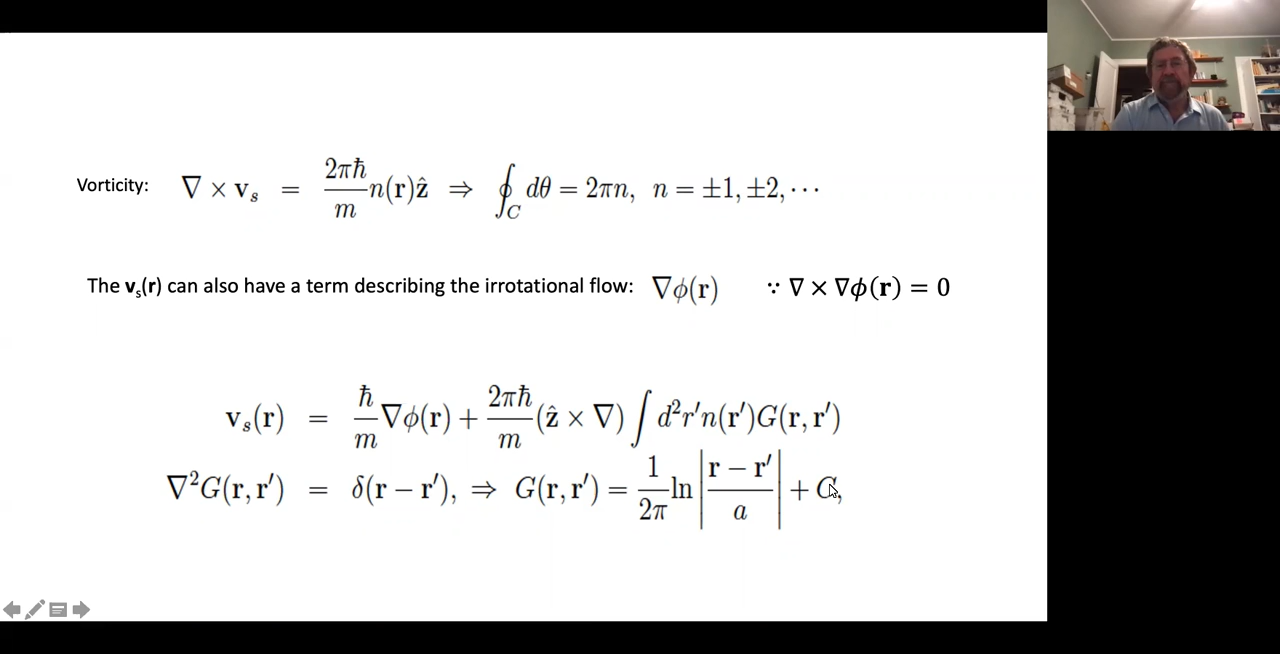 Vorticity: ∇ × v_s = 2πħ/m n(r)ẑ ⇒ ∮_C dθ = 2πn, n = ±1, ±2, ⋯
The v_s(r) can also have a term describing the irrotational flow: ∇ϕ(r) ∵ ∇ × ∇ϕ(r) = 0
v_s(r) = ħ/m ∇ϕ(r) + 2πħ/m (ẑ × ∇) ∫ d²r′n(r′)G(r, r′)
∇²G(r, r′) = δ(r − r′), ⇒ G(r, r′) = 1/2π ln |r − r′/a| + C,